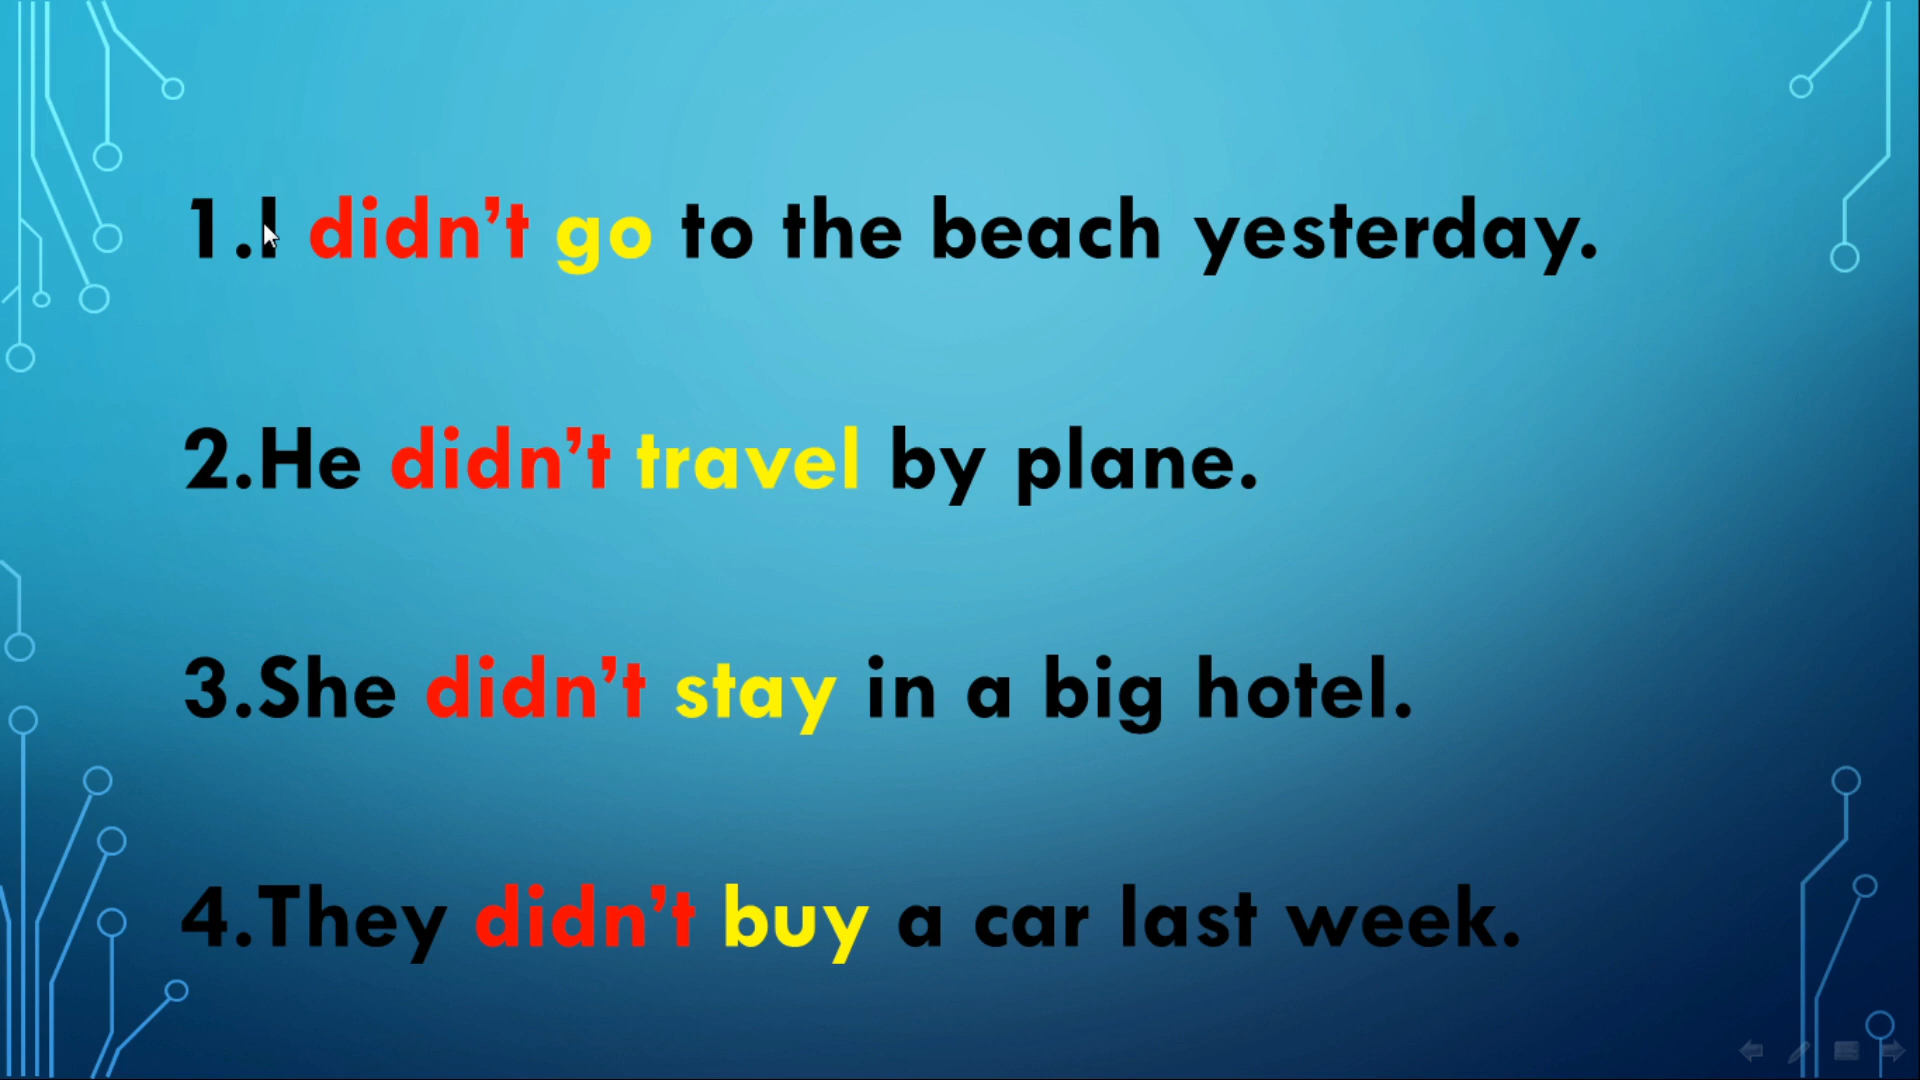 1.I didn’t go to the beach yesterday.
2.He didn’t travel by plane.
3.She didn’t stay in a big hotel.
4.They didn’t buy a car last week.